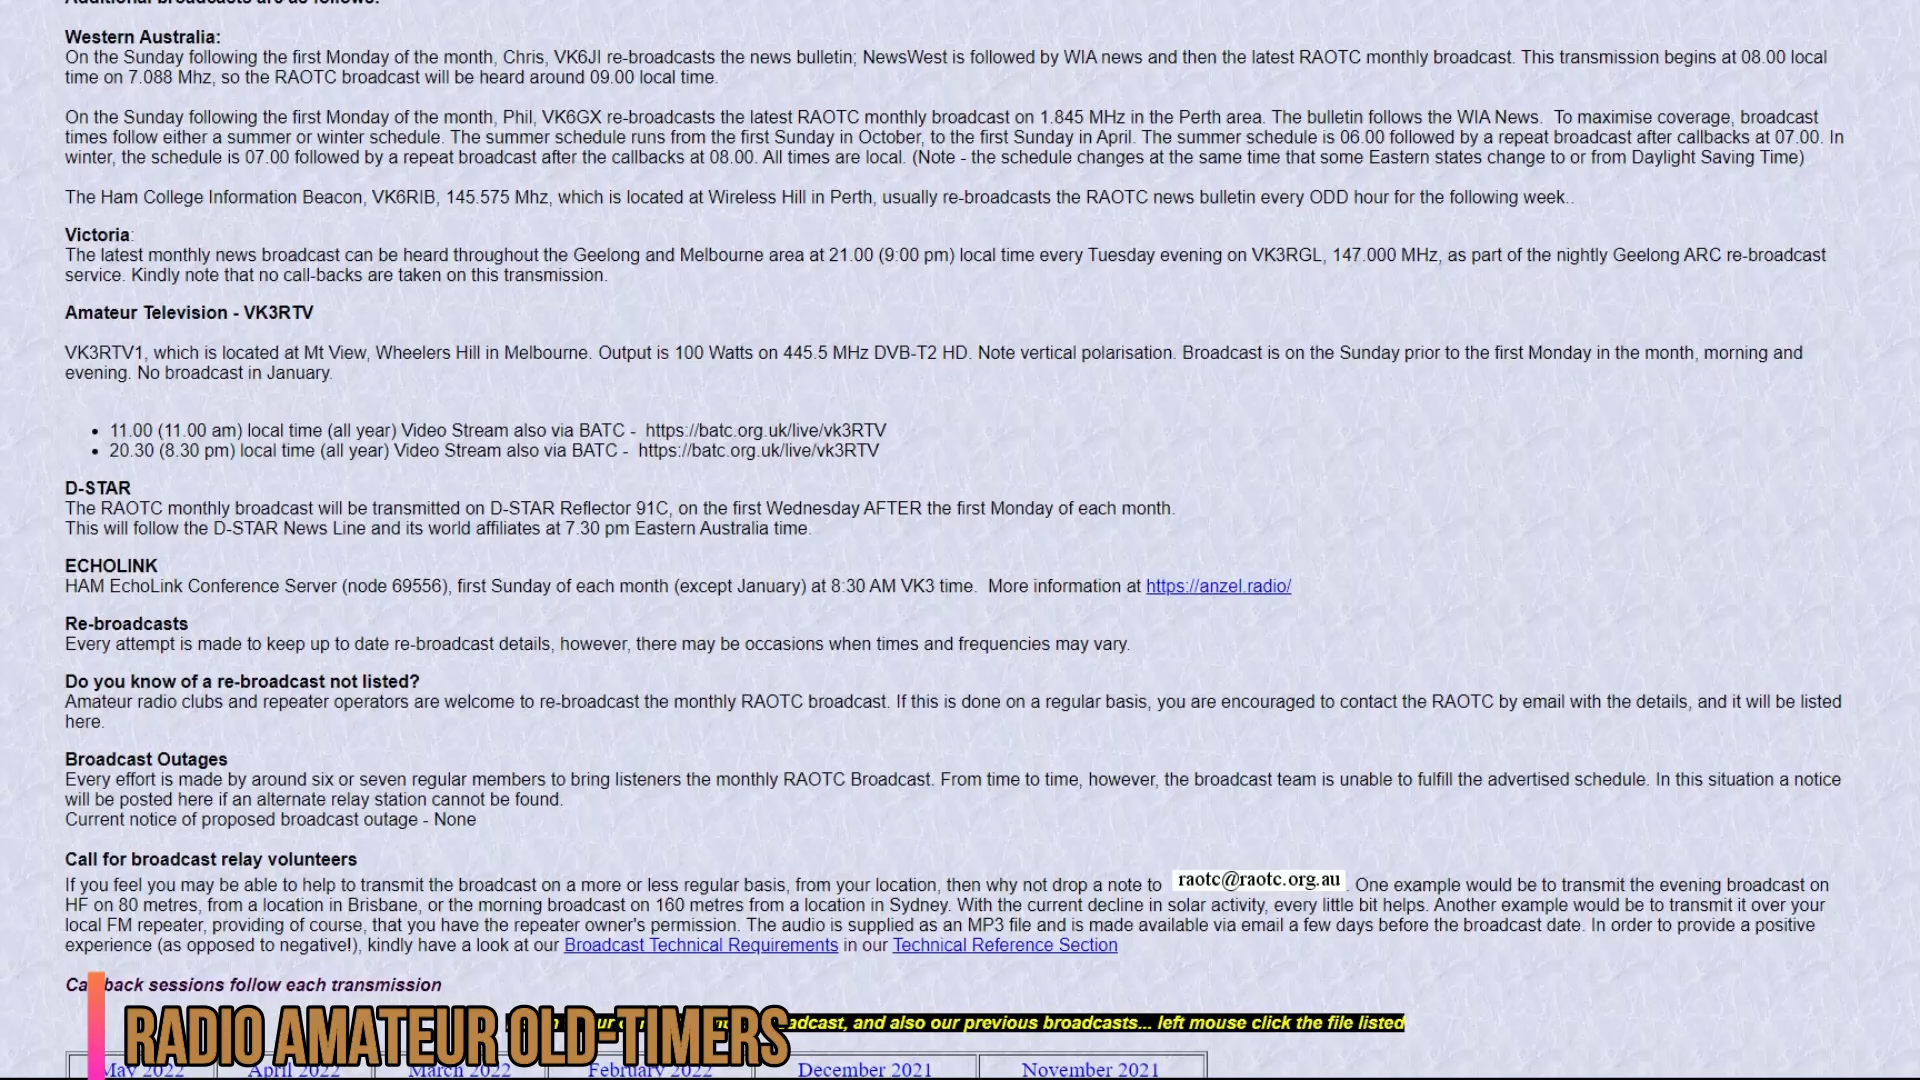 Additional broadcasts are as follows:
Western Australia:
On the Sunday following the first Monday of the month, Chris, VK6JI re-broadcasts the news bulletin; NewsWest is followed by WIA news and then the latest RAOTC monthly broadcast. This transmission begins at 08.00 local
time on 7.088 Mhz, so the RAOTC broadcast will be heard around 09.00 local time.
On the Sunday following the first Monday of the month, Phil, VK6GX re-broadcasts the latest RAOTC monthly broadcast on 1.845 MHz in the Perth area. The bulletin follows the WIA News. To maximise coverage, broadcast
times follow either a summer or winter schedule. The summer schedule runs from the first Sunday in October, to the first Sunday in April. The summer schedule is 06.00 followed by a repeat broadcast after callbacks at 07.00. In
winter, the schedule is 07.00 followed by a repeat broadcast after the callbacks at 08.00. All times are local. (Note - the schedule changes at the same time that some Eastern states change to or from Daylight Saving Time)
The Ham College Information Beacon, VK6RIB, 145.575 Mhz, which is located at Wireless Hill in Perth, usually re-broadcasts the RAOTC news bulletin every ODD hour for the following week..
Victoria:
The latest monthly news broadcast can be heard throughout the Geelong and Melbourne area at 21.00 (9:00 pm) local time every Tuesday evening on VK3RGL, 147.000 MHz, as part of the nightly Geelong ARC re-broadcast
service. Kindly note that no call-backs are taken on this transmission.
Amateur Television - VK3RTV
VK3RTV1, which is located at Mt View, Wheelers Hill in Melbourne. Output is 100 Watts on 445.5 MHz DVB-T2 HD. Note vertical polarisation. Broadcast is on the Sunday prior to the first Monday in the month, morning and
evening. No broadcast in January.
• 11.00 (11.00 am) local time (all year) Video Stream also via BATC - https://batc.org.uk/live/vk3RTV
• 20.30 (8.30 pm) local time (all year) Video Stream also via BATC - https://batc.org.uk/live/vk3RTV
D-STAR
The RAOTC monthly broadcast will be transmitted on D-STAR Reflector 91C, on the first Wednesday AFTER the first Monday of each month.
This will follow the D-STAR News Line and its world affiliates at 7.30 pm Eastern Australia time.
ECHOLINK
HAM EchoLink Conference Server (node 69556), first Sunday of each month (except January) at 8:30 AM VK3 time. More information at https://anzel.radio/
Re-broadcasts
Every attempt is made to keep up to date re-broadcast details, however, there may be occasions when times and frequencies may vary.
Do you know of a re-broadcast not listed?
Amateur radio clubs and repeater operators are welcome to re-broadcast the monthly RAOTC broadcast. If this is done on a regular basis, you are encouraged to contact the RAOTC by email with the details, and it will be listed
here.
Broadcast Outages
Every effort is made by around six or seven regular members to bring listeners the monthly RAOTC Broadcast. From time to time, however, the broadcast team is unable to fulfill the advertised schedule. In this situation a notice
will be posted here if an alternate relay station cannot be found.
Current notice of proposed broadcast outage - None
Call for broadcast relay volunteers
If you feel you may be able to help to transmit the broadcast on a more or less regular basis, from your location, then why not drop a note to raotc@raotc.org.au . One example would be to transmit the evening broadcast on
HF on 80 metres, from a location in Brisbane, or the morning broadcast on 160 metres from a location in Sydney. With the current decline in solar activity, every little bit helps. Another example would be to transmit it over your
local FM repeater, providing of course, that you have the repeater owner's permission. The audio is supplied as an MP3 file and is made available via email a few days before the broadcast date. In order to provide a positive
experience (as opposed to negative!), kindly have a look at our Broadcast Technical Requirements in our Technical Reference Section
back sessions follow each transmission
RADIO AMATEUR OLD-TIMERS
adcast, and also our previous broadcasts... left mouse click the file listed
May 2022 April 2022 March 2022 February 2022 December 2021 November 2021